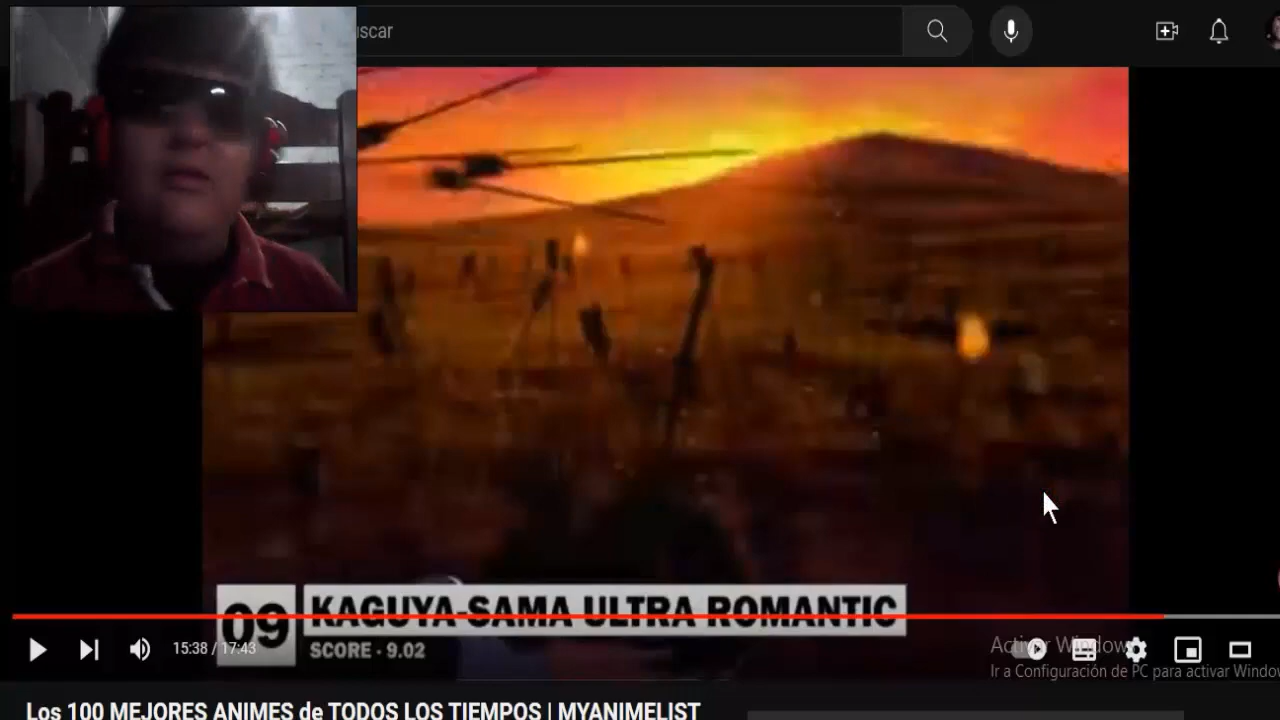 uscar
09
KAGUYA-SAMA ULTRA ROMANTIC
SCORE - 9.02
15:38 / 17:43
Activar Windows
Ir a Configuración de PC para activar Window
Los 100 MEJORES ANIMES de TODOS LOS TIEMPOS | MYANIMELIST